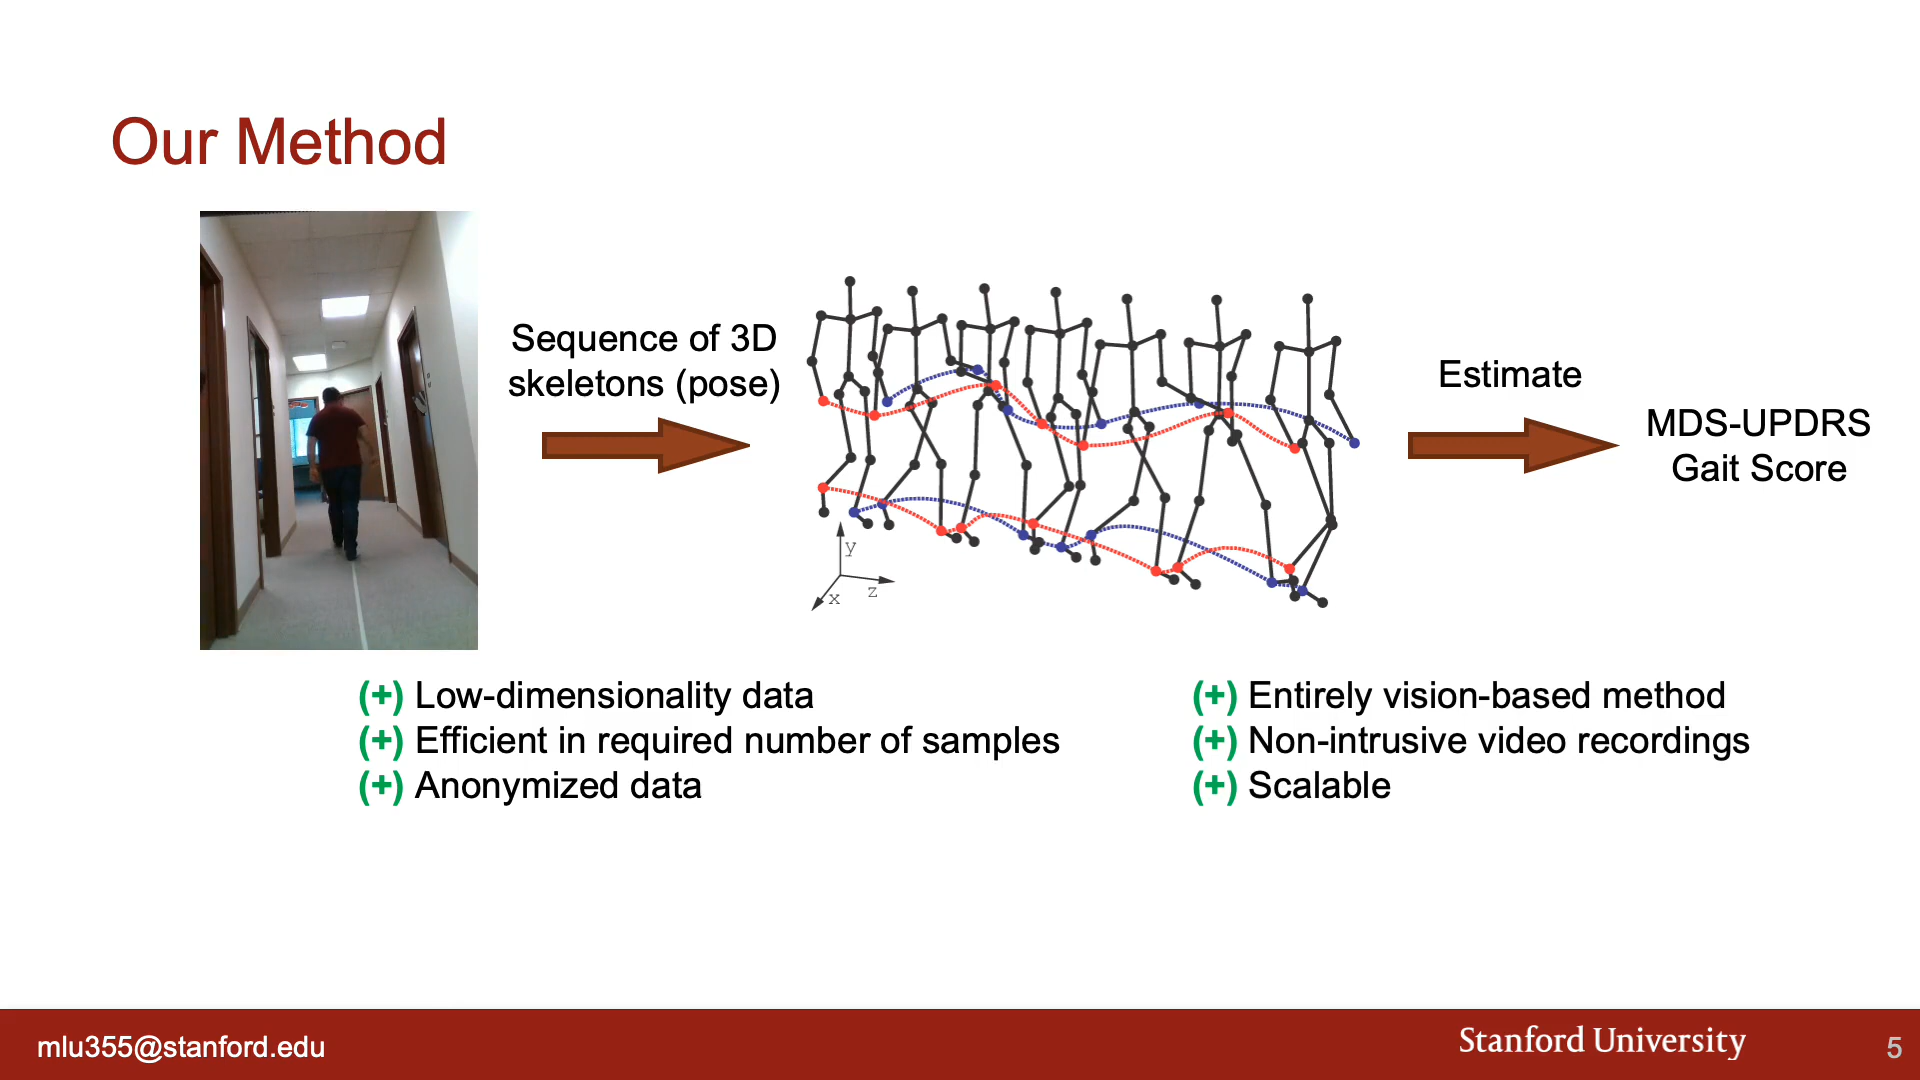 Our Method
Sequence of 3D
skeletons (pose)
Estimate
MDS-UPDRS
Gait Score
y
x
z
(+) Low-dimensionality data
(+) Efficient in required number of samples
(+) Anonymized data
(+) Entirely vision-based method
(+) Non-intrusive video recordings
(+) Scalable
mlu355@stanford.edu
Stanford University
5